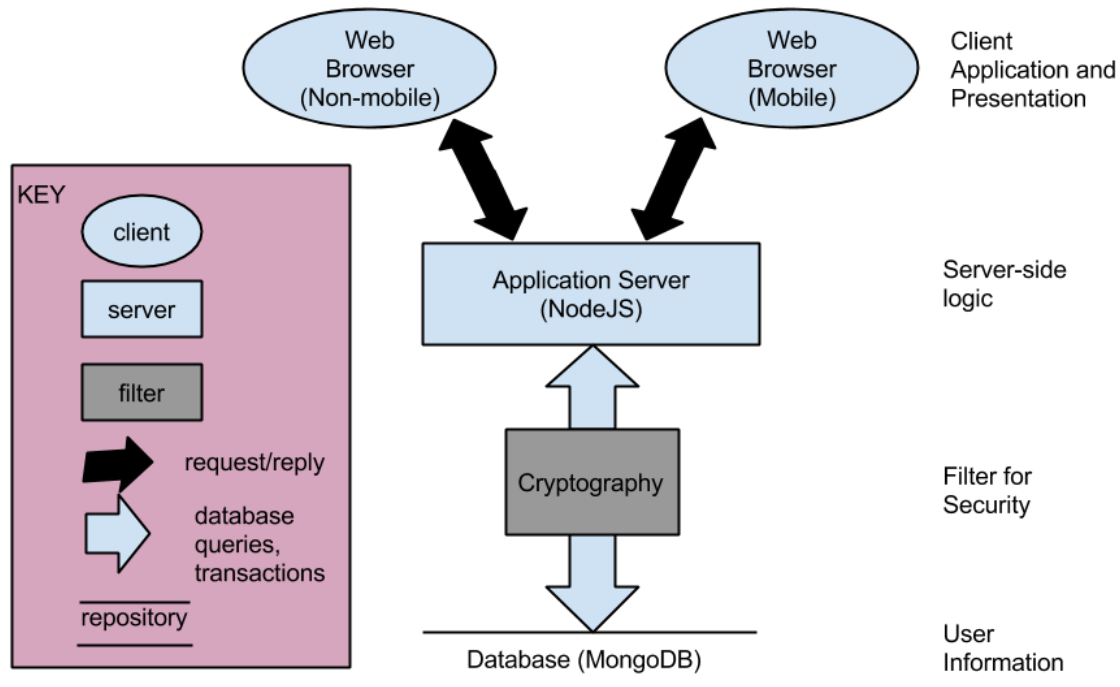 Web
Browser
(Non-mobile)
Web
Browser
(Mobile)
Client
Application and
Presentation
KEY
client
server
filter
request/reply
database
queries,
transactions
repository
Application Server
(NodeJS)
Server-side
logic
Cryptography
Filter for
Security
Database (MongoDB)
User
Information